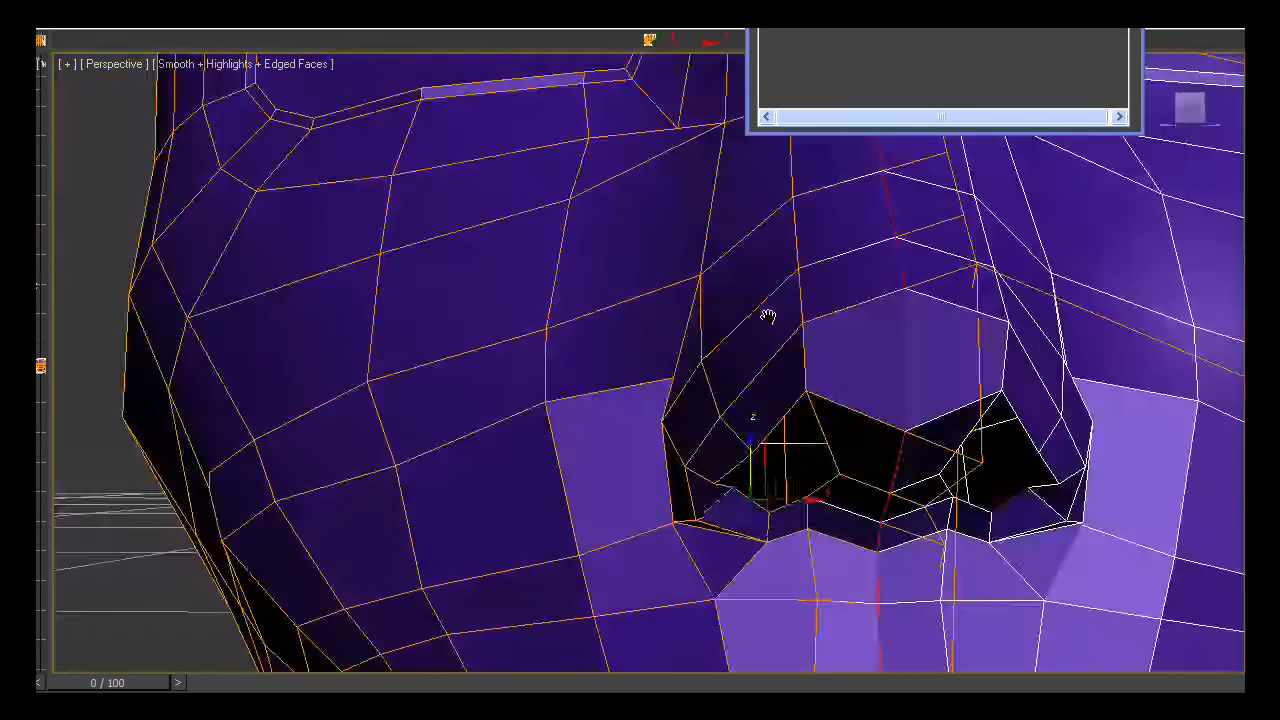 [ + ] [ Perspective ] [ Smooth + Highlights + Edged Faces ]
z
< 0 / 100 >